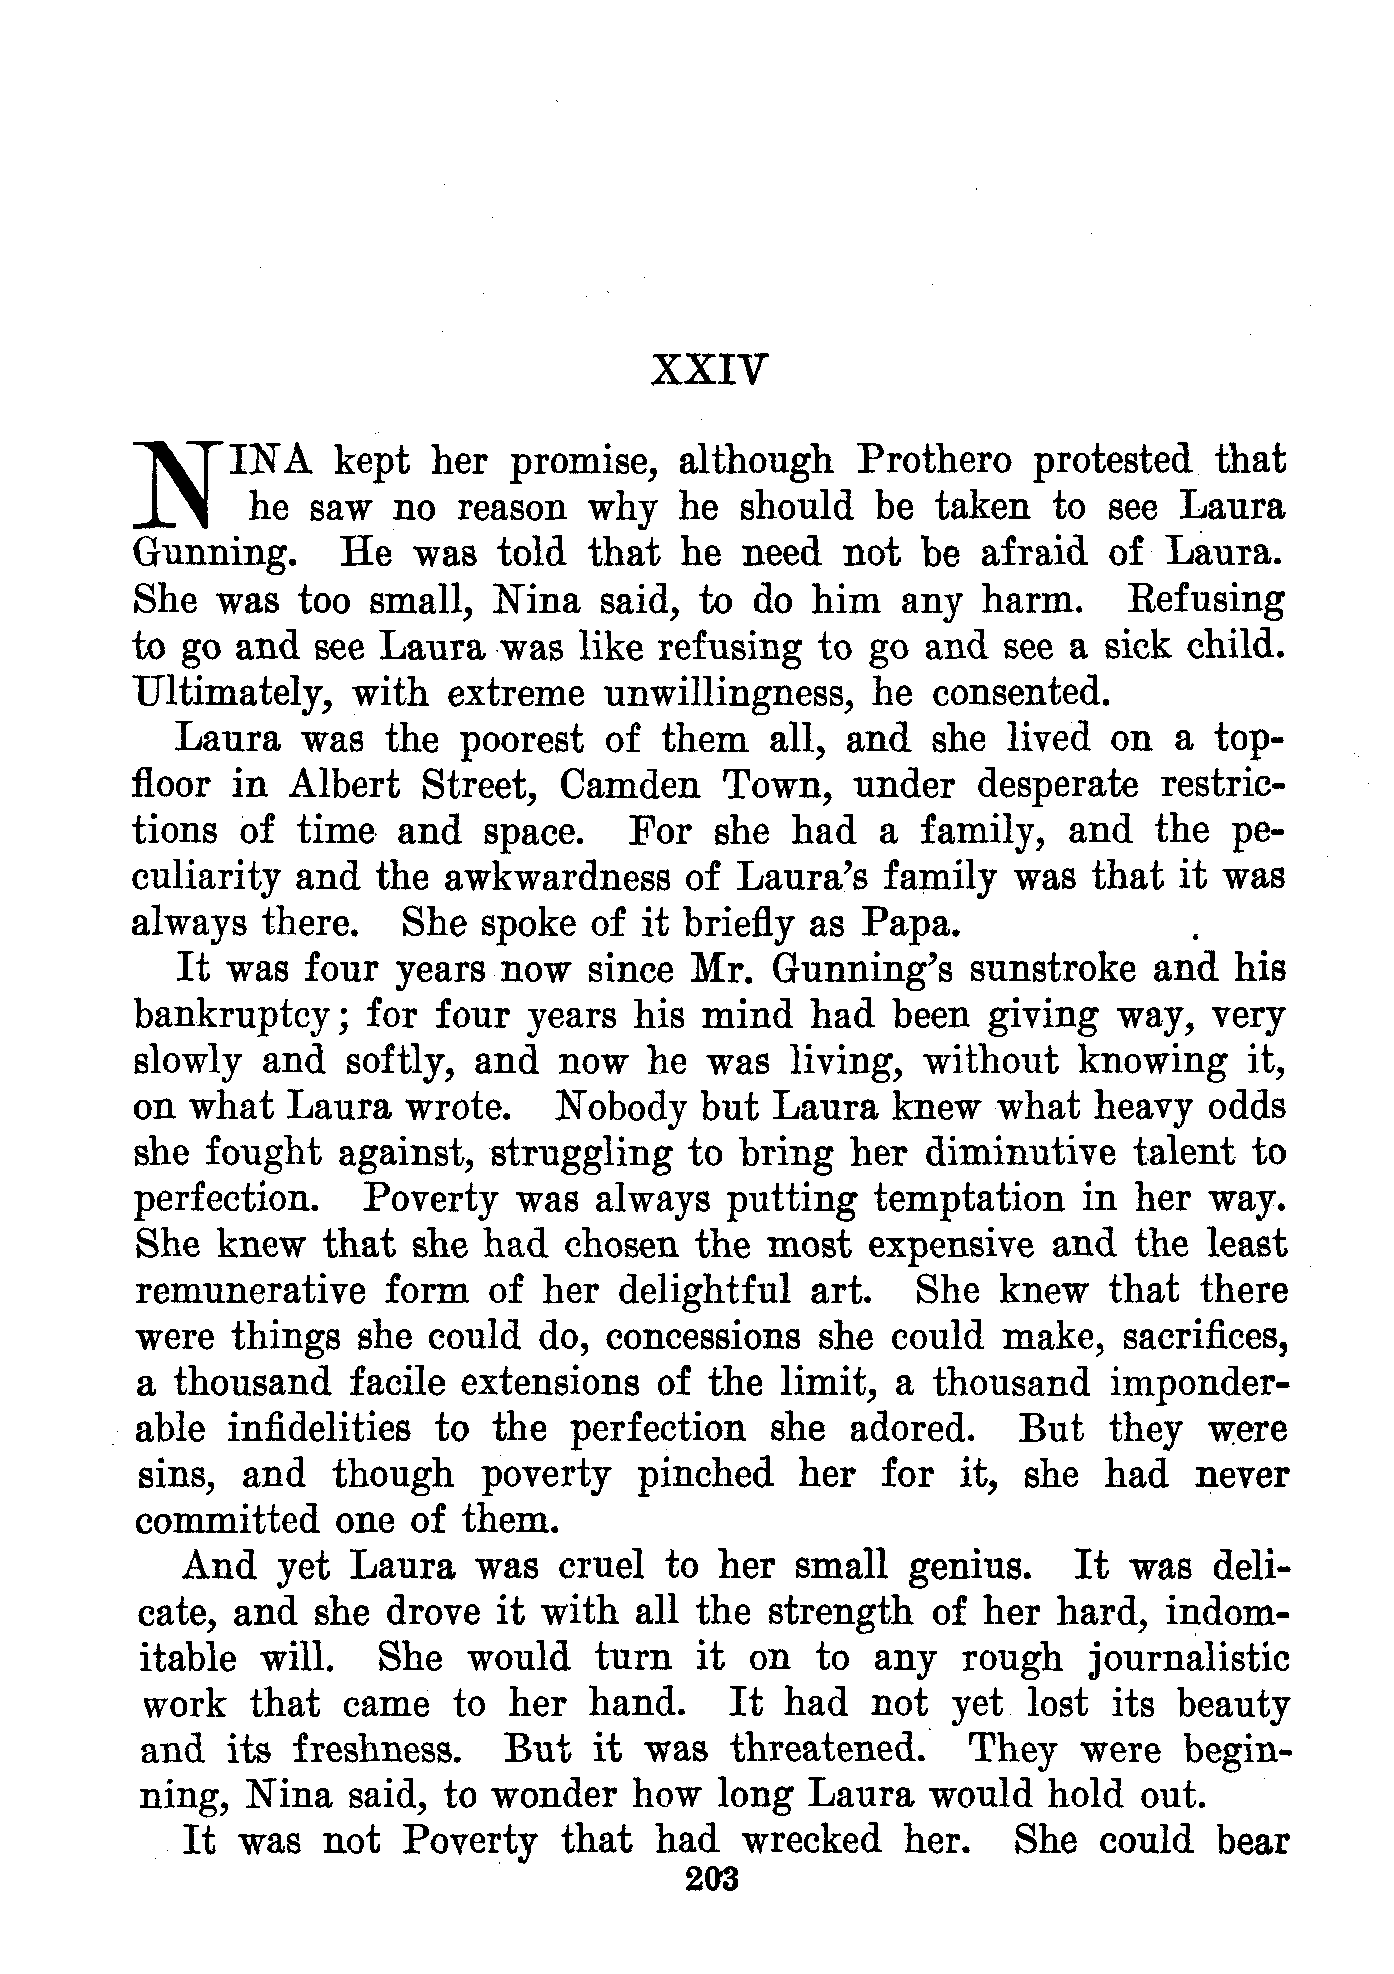 XXIV
NINA kept her promise, although Prothero protested that
he saw no reason why he should be taken to see Laura
Gunning. He was told that he need not be afraid of Laura.
She was too small, Nina said, to do him any harm. Refusing
to go and see Laura was like refusing to go and see a sick child.
Ultimately, with extreme unwillingness, he consented.
Laura was the poorest of them all, and she lived on a top-
floor in Albert Street, Camden Town, under desperate restric-
tions of time and space. For she had a family, and the pe-
culiarity and the awkwardness of Laura's family was that it was
always there. She spoke of it briefly as Papa.
It was four years now since Mr. Gunning's sunstroke and his
bankruptcy; for four years his mind had been giving way, very
slowly and softly, and now he was living, without knowing it,
on what Laura wrote. Nobody but Laura knew what heavy odds
she fought against, struggling to bring her diminutive talent to
perfection. Poverty was always putting temptation in her way.
She knew that she had chosen the most expensive and the least
remunerative form of her delightful art. She knew that there
were things she could do, concessions she could make, sacrifices,
a thousand facile extensions of the limit, a thousand imponder-
able infidelities to the perfection she adored. But they were
sins, and though poverty pinched her for it, she had never
committed one of them.
And yet Laura was cruel to her small genius. It was deli-
cate, and she drove it with all the strength of her hard, indom-
itable will. She would turn it on to any rough journalistic
work that came to her hand. It had not yet lost its beauty
and its freshness. But it was threatened. They were begin-
ning, Nina said, to wonder how long Laura would hold out.
It was not Poverty that had wrecked her. She could bear
203